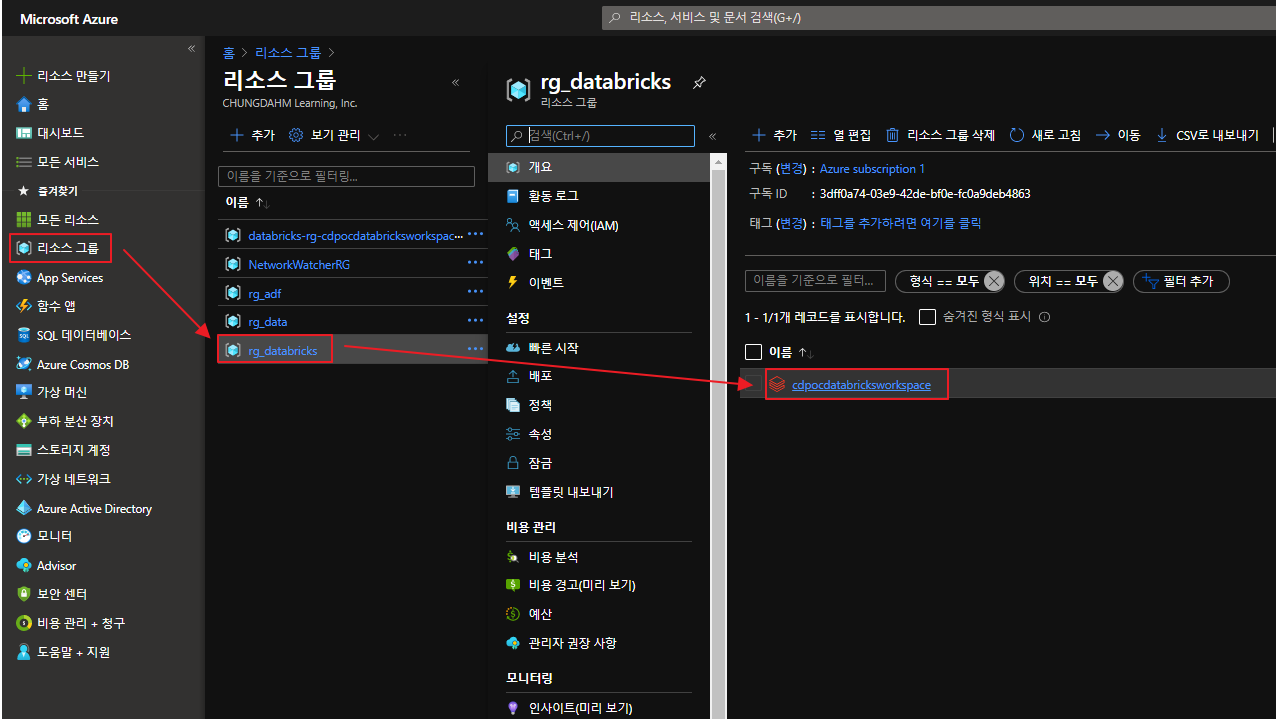 Microsoft Azure
리소스, 서비스 및 문서 검색(G+/)
«
리소스 만들기
홈
대시보드
모든 서비스
즐겨찾기
모든 리소스
리소스 그룹
App Services
함수 앱
SQL 데이터베이스
Azure Cosmos DB
가상 머신
부하 분산 장치
스토리지 계정
가상 네트워크
Azure Active Directory
모니터
Advisor
보안 센터
비용 관리 + 청구
도움말 + 지원
홈 > 리소스 그룹 >
리소스 그룹 «
CHUNGDAHM Learning, Inc.
추가 보기 관리 ···
이름을 기준으로 필터링...
이름 ↑↓
databricks-rg-cdpocdatabricksworkspac... ···
NetworkWatcherRG ···
rg_adf ···
rg_data ···
rg_databricks ···
rg_databricks
리소스 그룹
검색(Ctrl+/) «
개요
활동 로그
액세스 제어(IAM)
태그
이벤트
설정
빠른 시작
배포
정책
속성
잠금
템플릿 내보내기
비용 관리
비용 분석
비용 경고(미리 보기)
예산
관리자 권장 사항
모니터링
인사이트(미리 보기)
추가 열 편집 리소스 그룹 삭제 새로 고침 이동 CSV로 내보내기
구독 (변경) : Azure subscription 1
구독 ID : 3dff0a74-03e9-42de-bf0e-fc0a9deb4863
태그 (변경) : 태그를 추가하려면 여기를 클릭
이름을 기준으로 필터... 형식 == 모두 위치 == 모두 필터 추가
1 - 1/1개 레코드를 표시합니다. 숨겨진 형식 표시
이름 ↑↓
cdpocdatabricksworkspace